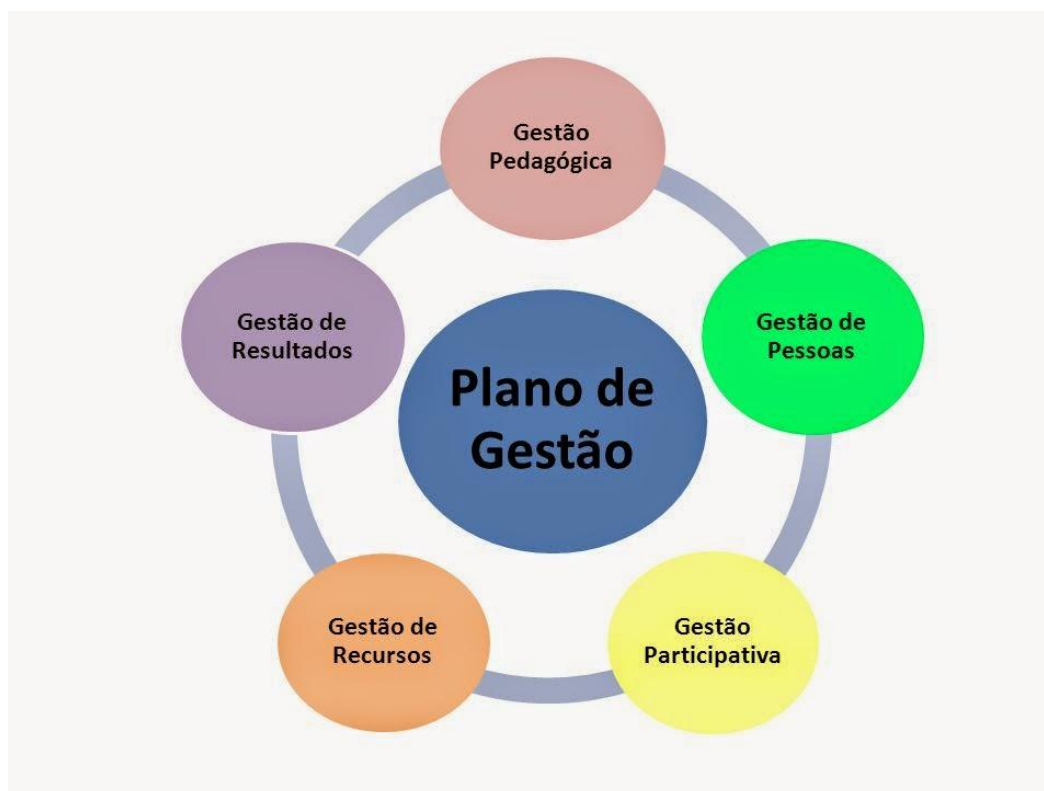 Gestão
Pedagógica
Gestão de
Resultados
Gestão de
Pessoas
Plano de
Gestão
Gestão de
Recursos
Gestão
Participativa